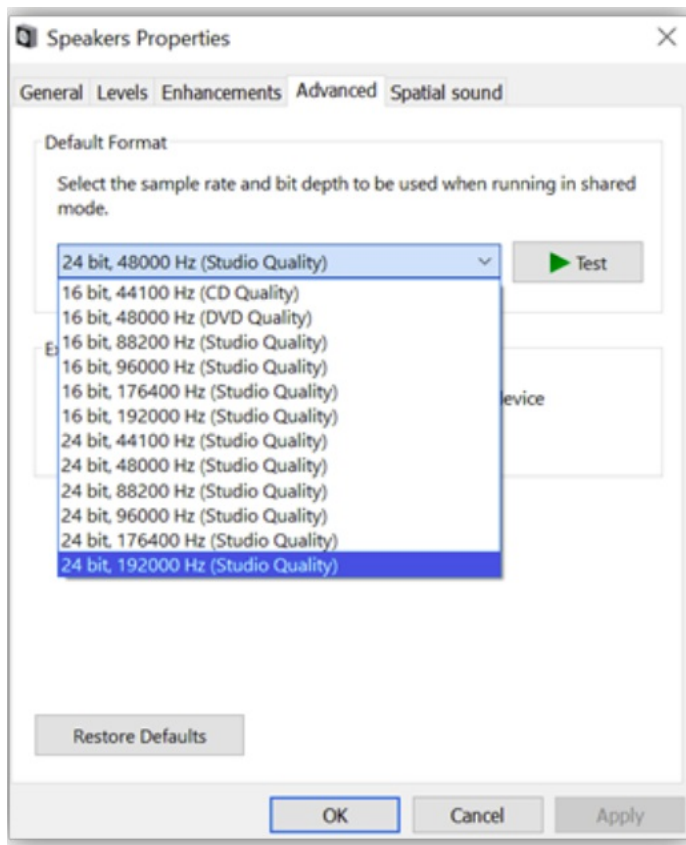 Speakers Properties
General Levels Enhancements Advanced Spatial sound
Default Format
Select the sample rate and bit depth to be used when running in shared
mode.
24 bit, 48000 Hz (Studio Quality)
Test
16 bit, 44100 Hz (CD Quality)
16 bit, 48000 Hz (DVD Quality)
16 bit, 88200 Hz (Studio Quality)
16 bit, 96000 Hz (Studio Quality)
16 bit, 176400 Hz (Studio Quality)
16 bit, 192000 Hz (Studio Quality)
24 bit, 44100 Hz (Studio Quality)
24 bit, 48000 Hz (Studio Quality)
24 bit, 88200 Hz (Studio Quality)
24 bit, 96000 Hz (Studio Quality)
24 bit, 176400 Hz (Studio Quality)
24 bit, 192000 Hz (Studio Quality)
Restore Defaults
OK Cancel Apply